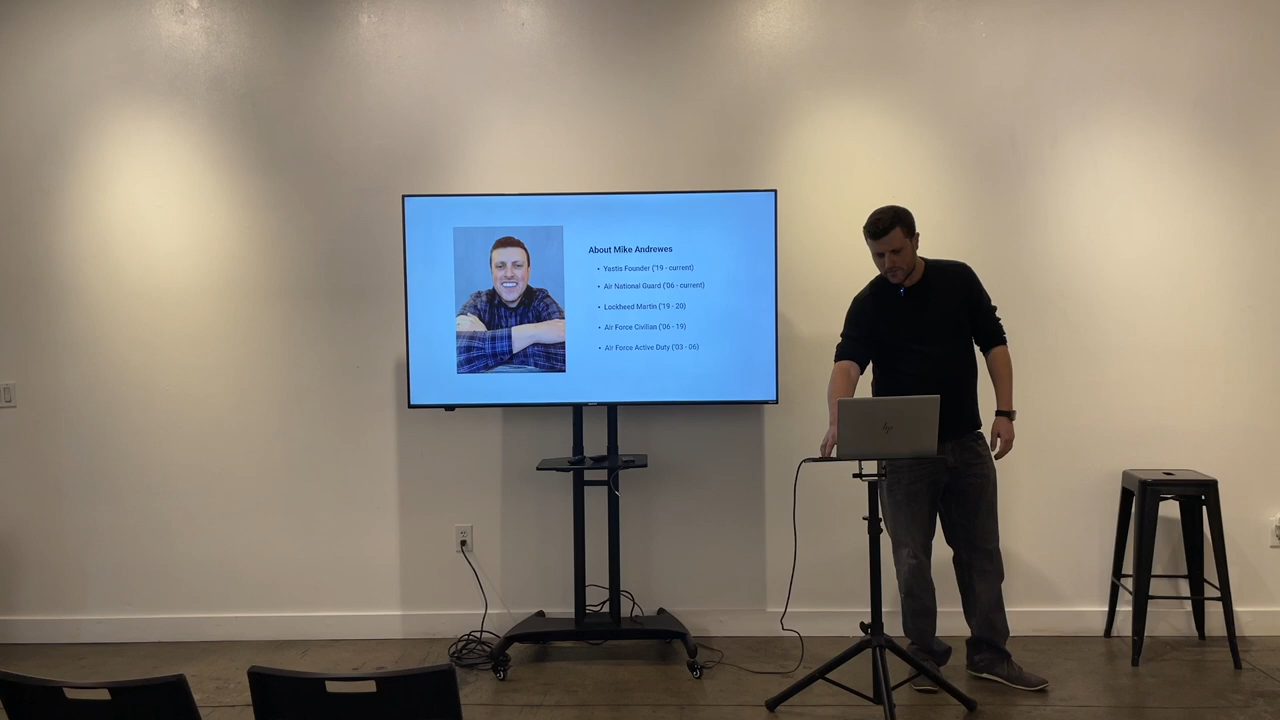 About Mike Andrewes
• Yastis Founder ('19 - current)
• Air National Guard ('06 - current)
• Lockheed Martin ('19 - 20)
• Air Force Civilian ('06 - 19)
• Air Force Active Duty ('03 - 06)
hp